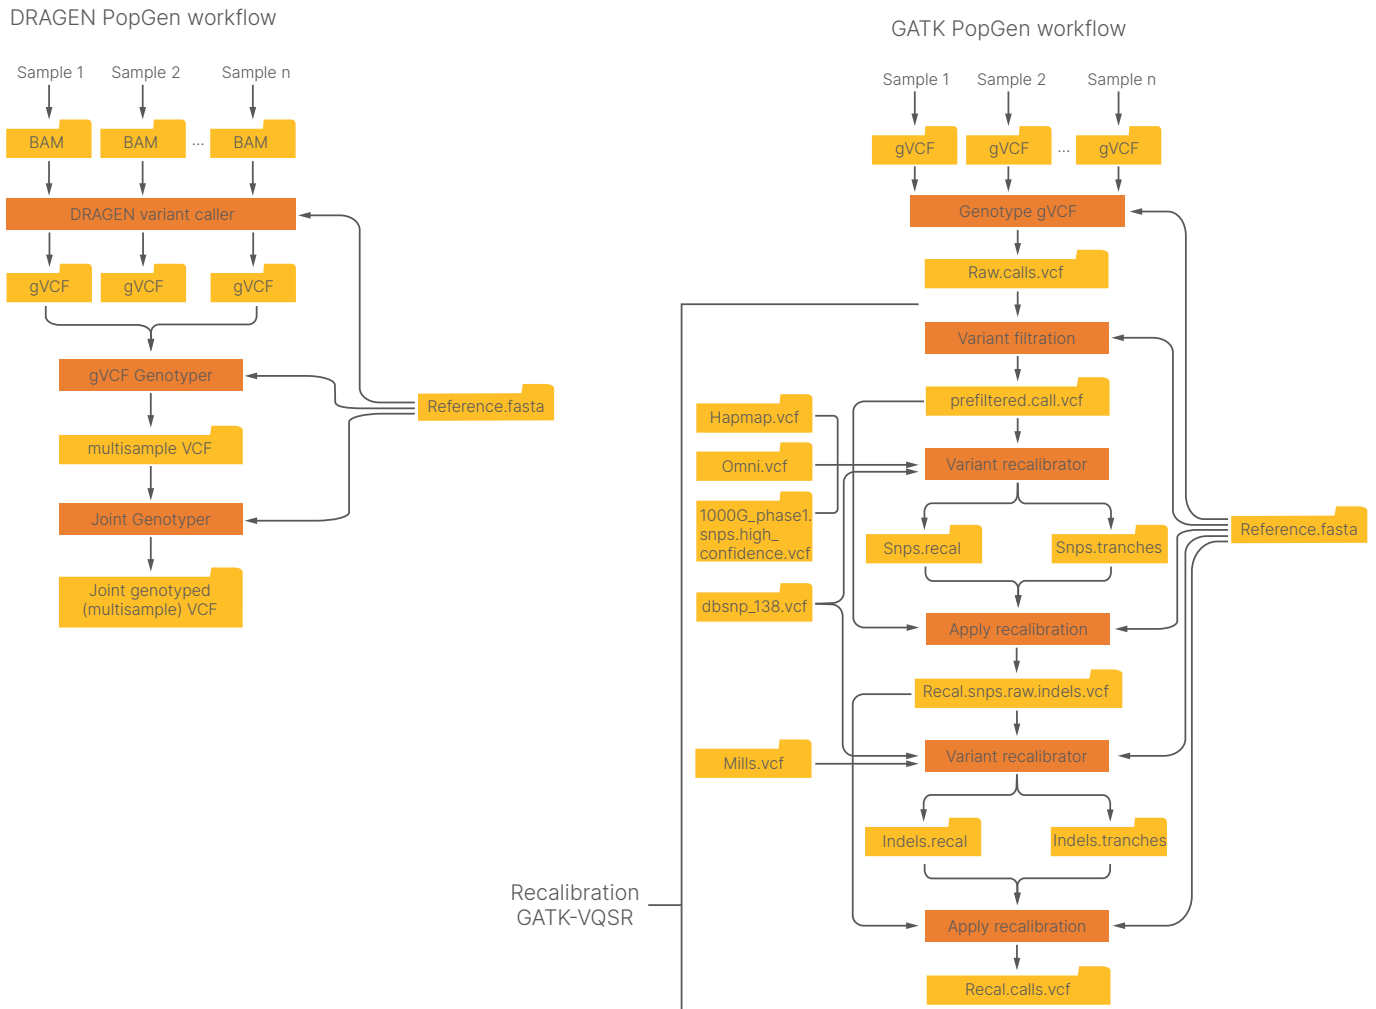 DRAGEN PopGen workflow
Sample 1
Sample 2
Sample n
BAM
BAM
...
BAM
DRAGEN variant caller
gVCF
gVCF
gVCF
gVCF Genotyper
Reference.fasta
multisample VCF
Joint Genotyper
Joint genotyped
(multisample) VCF
GATK PopGen workflow
Sample 1
Sample 2
Sample n
gVCF
gVCF
...
gVCF
Genotype gVCF
Raw.calls.vcf
Variant filtration
prefiltered.call.vcf
Hapmap.vcf
Omni.vcf
Variant recalibrator
1000G_phase1.
snps.high_
confidence.vcf
Reference.fasta
Snps.recal
Snps.tranches
dbsnp_138.vcf
Apply recalibration
Recal.snps.raw.indels.vcf
Variant recalibrator
Mills.vcf
Indels.recal
Indels.tranches
Recalibration
GATK-VQSR
Apply recalibration
Recal.calls.vcf